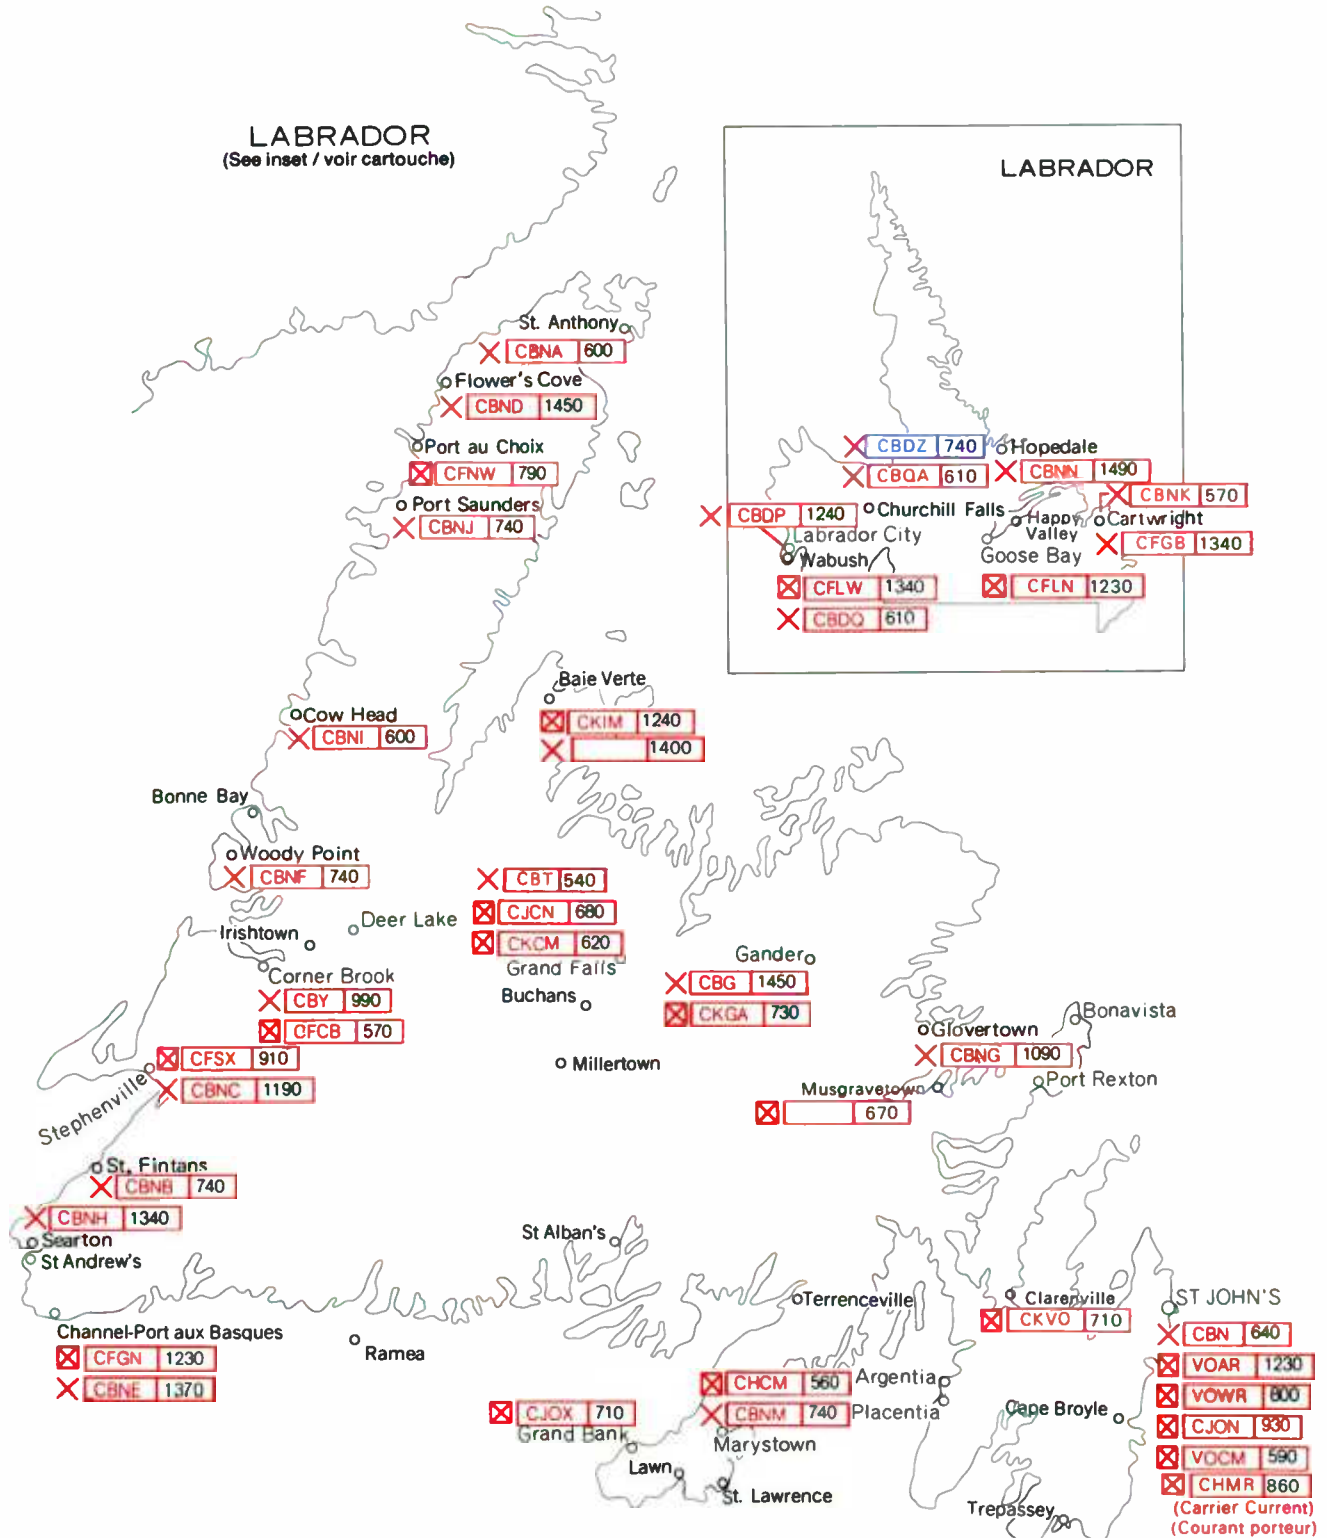 LABRADOR
(See inset / voir cartouche)
LABRADOR
St. Anthony
CBNA 600
Flower's Cove
CBND 1450
Port au Choix
CFNW 790
Port Saunders
CBNJ 740
CBDZ 740
Hopedale
CBQA 610
CBNN 1490
CBNK 570
CBDP 1240
Churchill Falls
Happy
Valley
Cartwright
Labrador City
Goose Bay
CFGB 1340
Wabush
CFLW 1340
CFLN 1230
CBDQ 610
Baie Verte
CKIM 1240
1400
Cow Head
CBNI 600
Bonne Bay
Woody Point
CBNF 740
CBT 540
CJCN 680
CKCM 620
Grand Falls
Deer Lake
Irishtown
Corner Brook
CBY 990
CFCB 570
Buchans
Gander
CBG 1450
CKGA 730
Bonavista
Glovertown
CBNG 1090
CFSX 910
CBNC 1190
Stephenville
Millertown
Musgravetown
670
Port Rexton
St. Fintans
CBNB 740
CBNH 1340
Searton
St Andrew's
St Alban's
Terrenceville
Clarenville
CKVO 710
ST JOHN'S
CBN 640
VOAR 1230
VOWR 800
CJON 930
VOCM 590
CHMR 860
(Carrier Current)
(Courant porteur)
Channel-Port aux Basques
CFGN 1230
CBNE 1370
Ramea
CHCM 560
Argentia
CBNM 740
Placentia
Marystown
CJOX 710
Grand Bank
Cape Broyle
Lawn
St. Lawrence
Trepassey